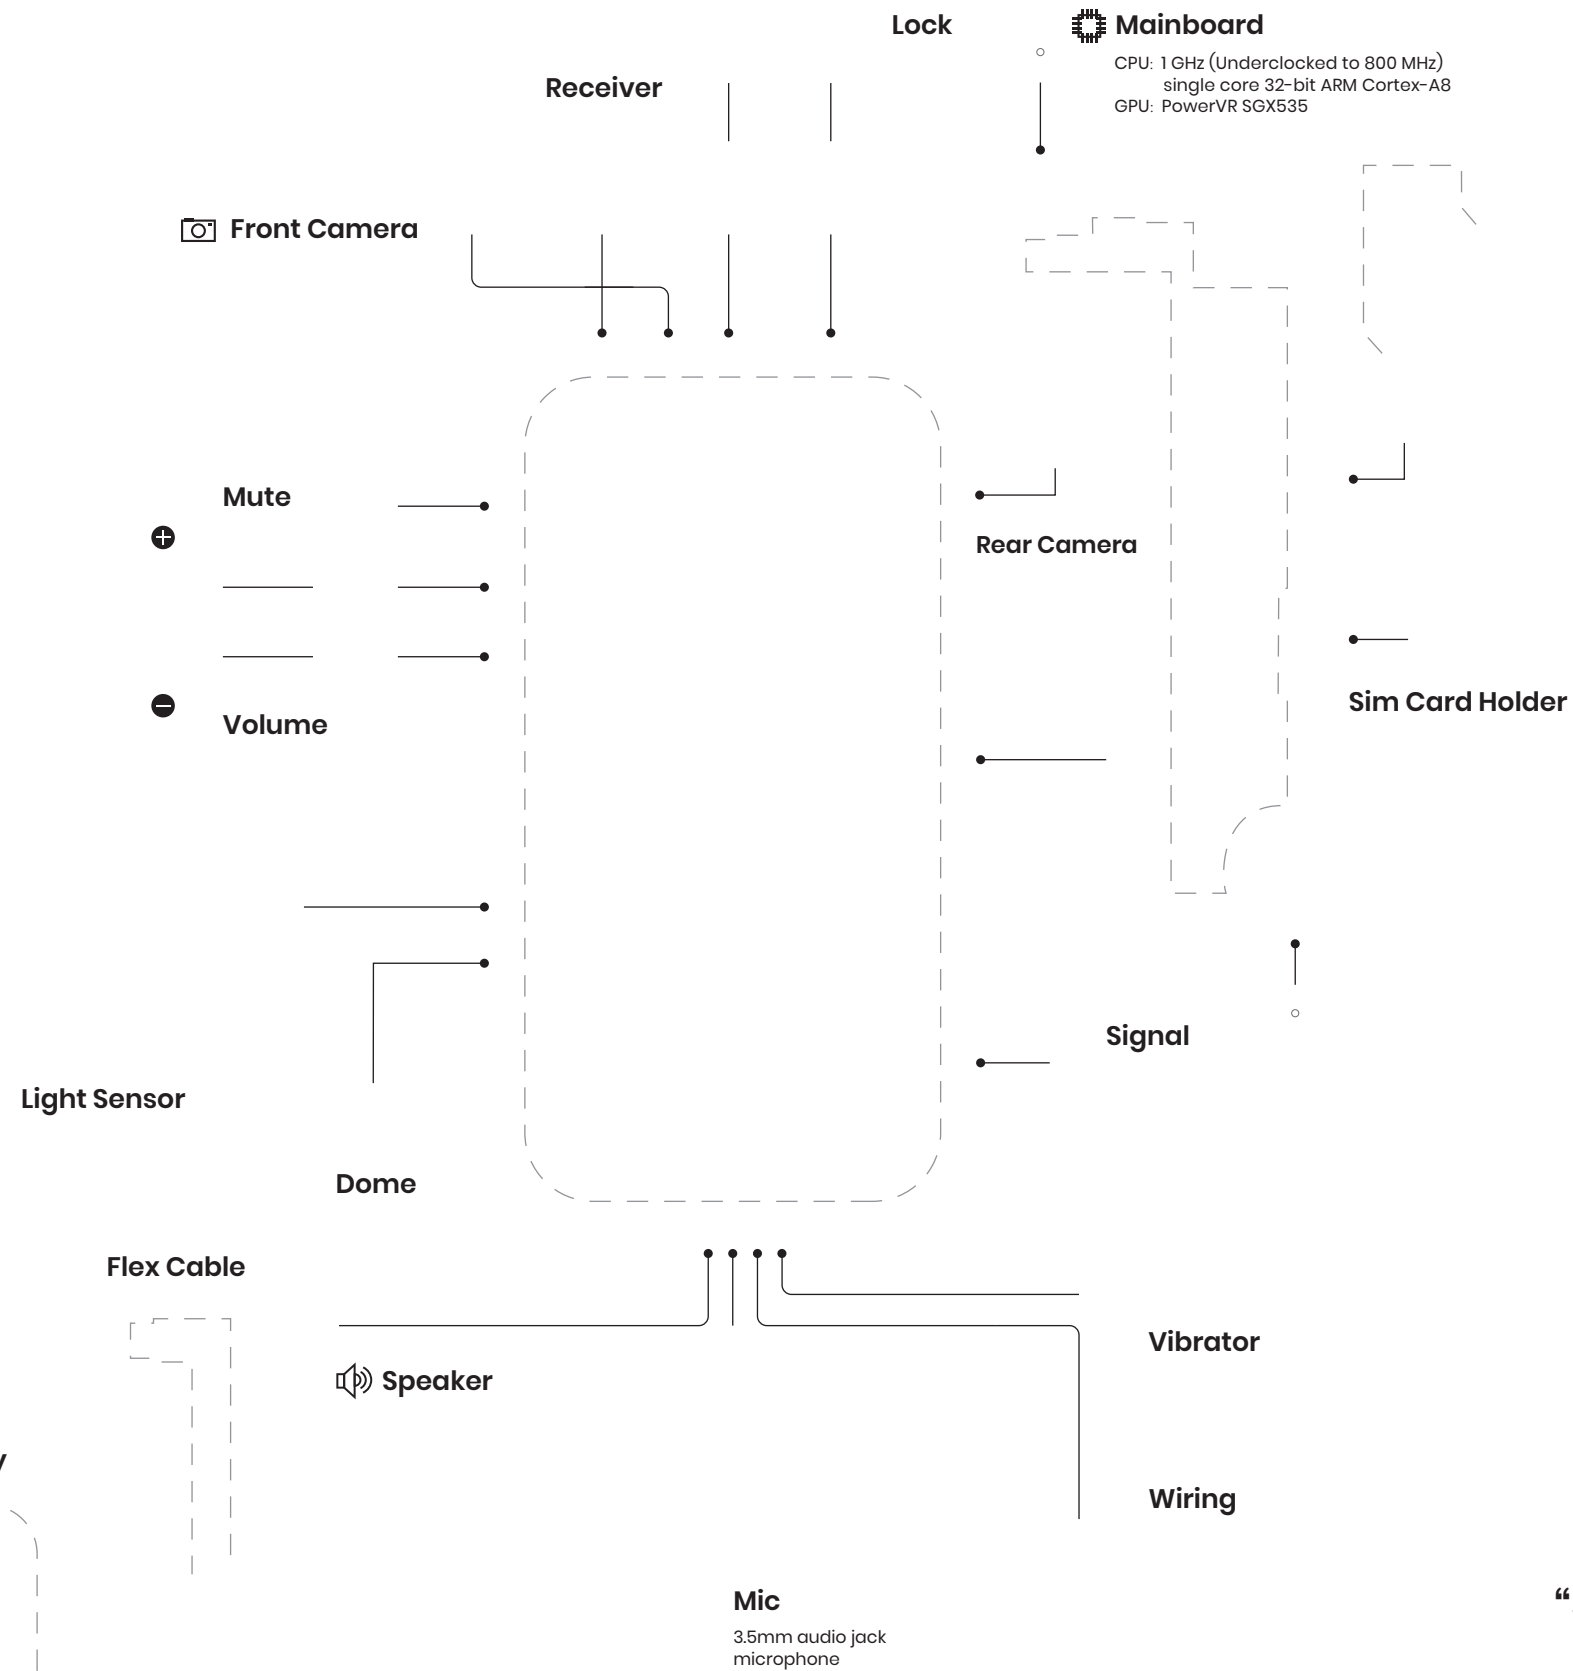 Lock
Mainboard
CPU: 1 GHz (Underclocked to 800 MHz)
single core 32-bit ARM Cortex-A8
GPU: PowerVR SGX535
Receiver
Front Camera
Mute
Rear Camera
Sim Card Holder
Volume
Signal
Light Sensor
Dome
Flex Cable
Vibrator
Speaker
Wiring
Mic
3.5mm audio jack
microphone
“